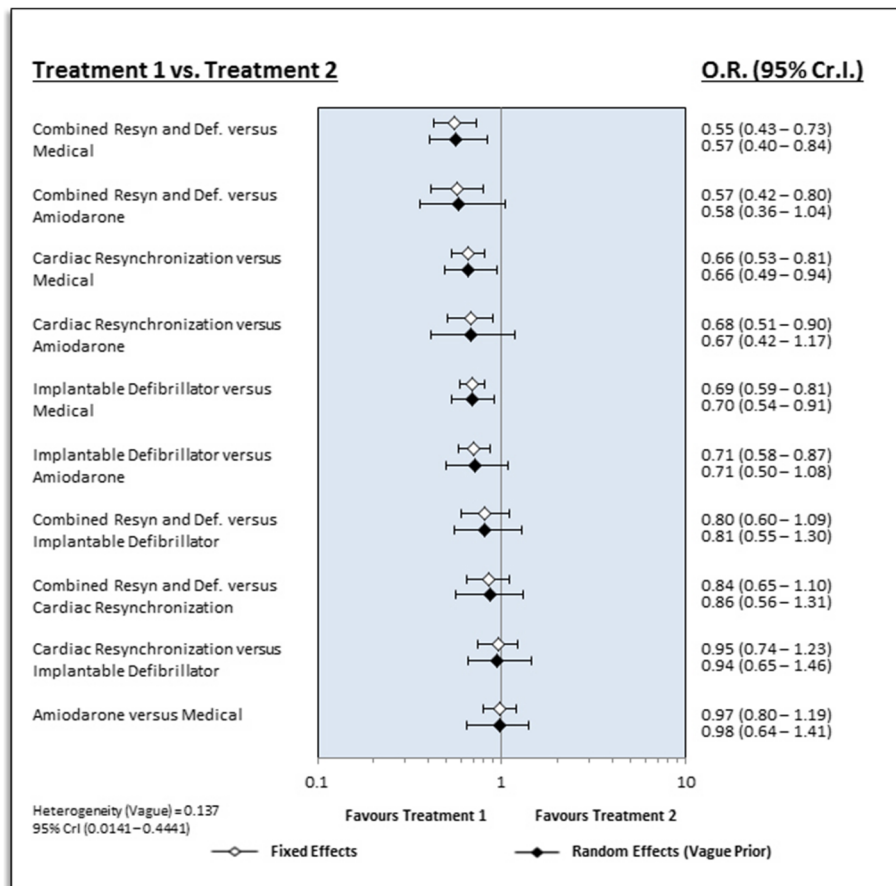 Treatment 1 vs. Treatment 2
O.R. (95% Cr.I.)
Combined Resyn and Def. versus
Medical
0.55 (0.43 – 0.73)
0.57 (0.40 – 0.84)
Combined Resyn and Def. versus
Amiodarone
0.57 (0.42 – 0.80)
0.58 (0.36 – 1.04)
Cardiac Resynchronization versus
Medical
0.66 (0.53 – 0.81)
0.66 (0.49 – 0.94)
Cardiac Resynchronization versus
Amiodarone
0.68 (0.51 – 0.90)
0.67 (0.42 – 1.17)
Implantable Defibrillator versus
Medical
0.69 (0.59 – 0.81)
0.70 (0.54 – 0.91)
Implantable Defibrillator versus
Amiodarone
0.71 (0.58 – 0.87)
0.71 (0.50 – 1.08)
Combined Resyn and Def. versus
Implantable Defibrillator
0.80 (0.60 – 1.09)
0.81 (0.55 – 1.30)
Combined Resyn and Def. versus
Cardiac Resynchronization
0.84 (0.65 – 1.10)
0.86 (0.56 – 1.31)
Cardiac Resynchronization versus
Implantable Defibrillator
0.95 (0.74 – 1.23)
0.94 (0.65 – 1.46)
Amiodarone versus Medical
0.97 (0.80 – 1.19)
0.98 (0.64 – 1.41)
0.1 1 10
Heterogeneity (Vague) = 0.137
95% CrI (0.0141 – 0.4441)
Favours Treatment 1 Favours Treatment 2
Fixed Effects Random Effects (Vague Prior)